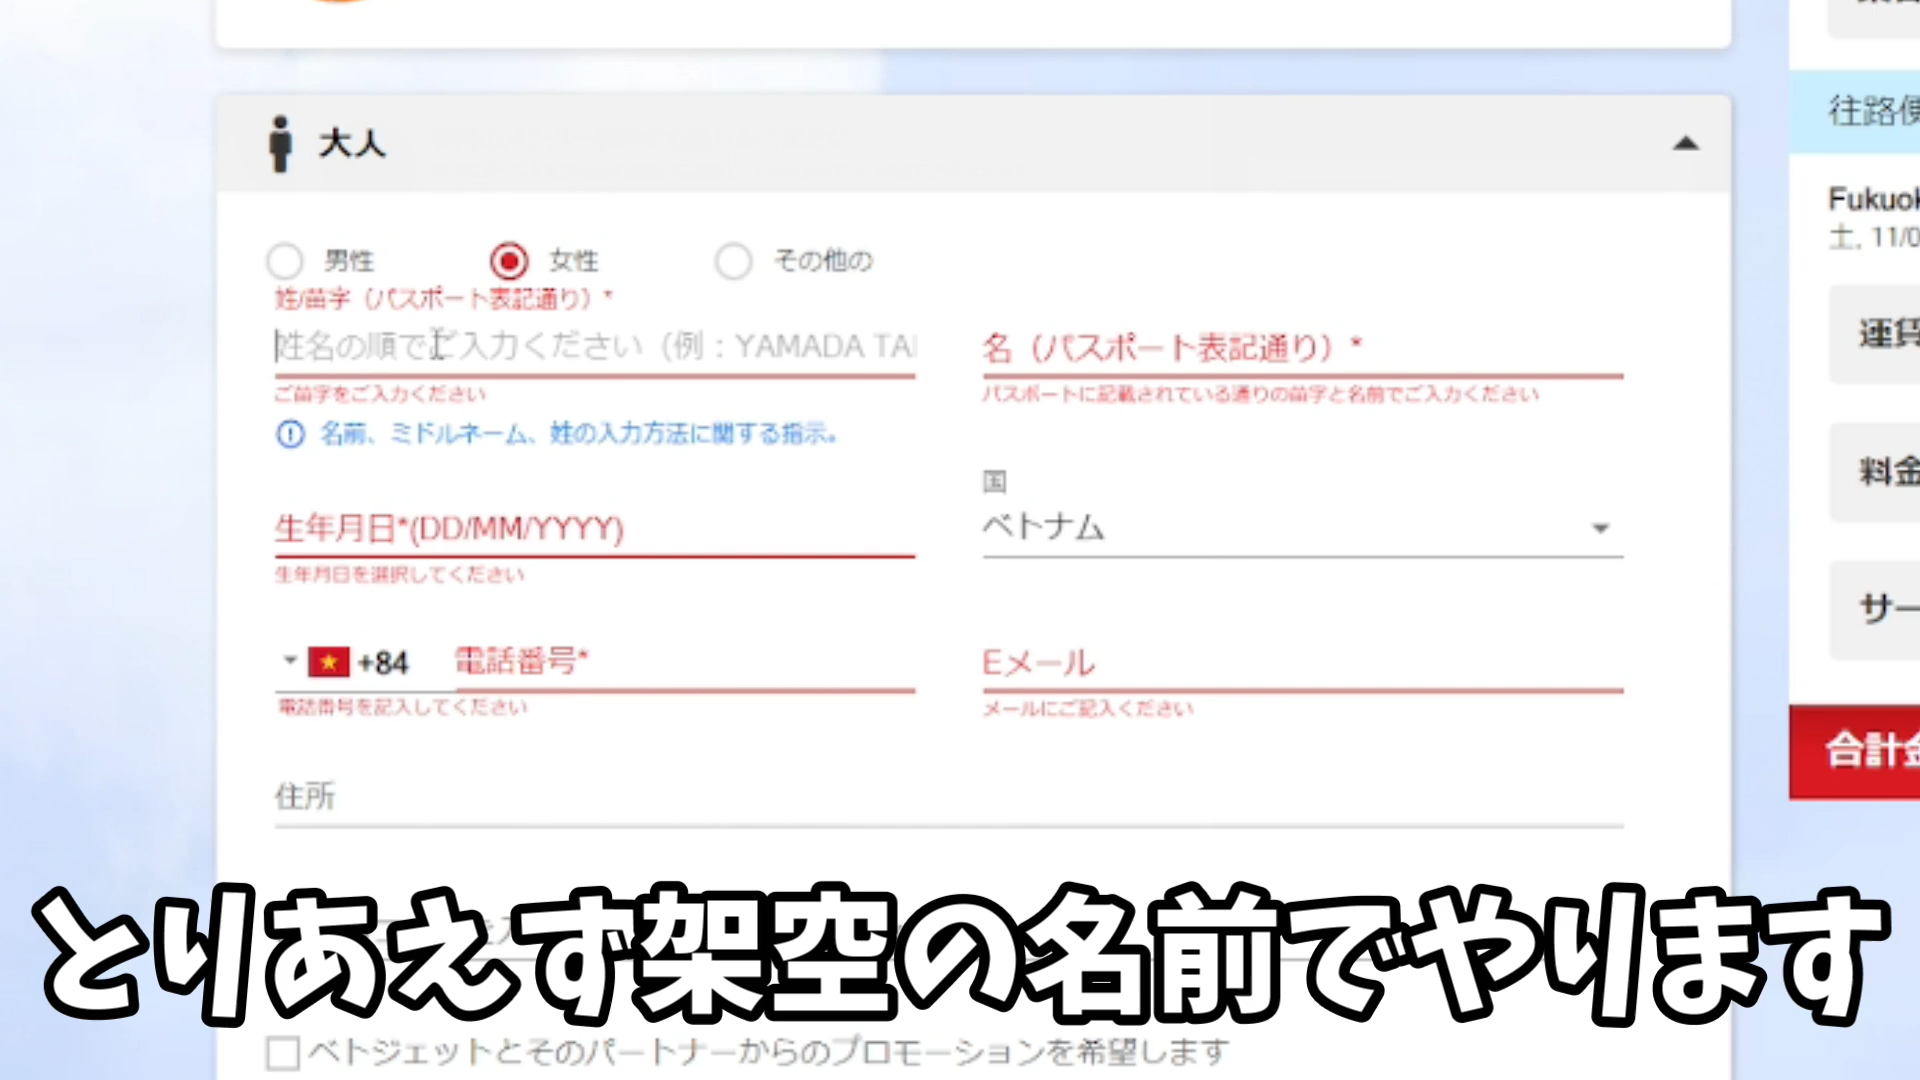 大人
男性
女性
その他の
姓/苗字（パスポート表記通り）*
姓名の順でご入力ください（例：YAMADA TA
名（パスポート表記通り）*
ご苗字をご入力ください
パスポートに記載されている通りの苗字と名前でご入力ください
名前、ミドルネーム、姓の入力方法に関する指示。
国
生年月日*(DD/MM/YYYY)
ベトナム
生年月日を選択してください
+84
電話番号*
Eメール
電話番号を記入してください
メールにご記入ください
住所
とりあえず架空の名前でやります
ベトジェットとそのパートナーからのプロモーションを希望します
往路便
Fukuok
土, 11/0
運賃
料金
サー
合計金